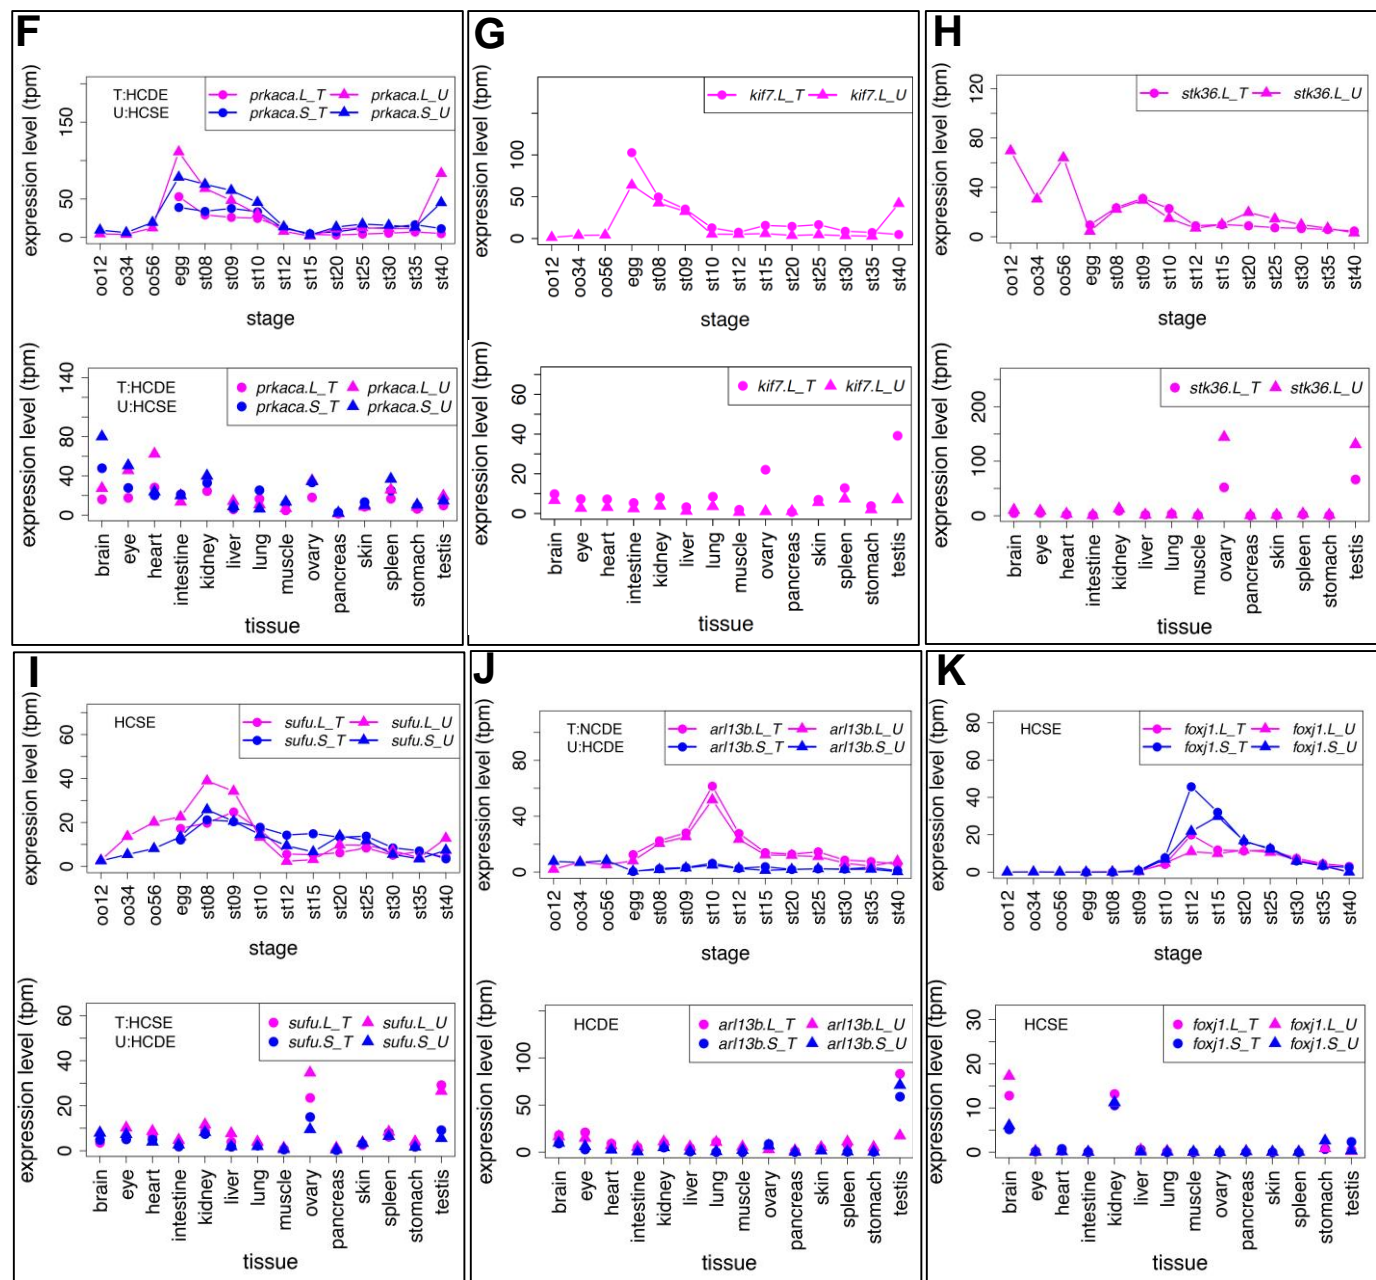 F
expression level (tpm)
T:HCDE
U:HCSE
prkaca.L_T prkaca.L_U
prkaca.S_T prkaca.S_U
150
50
0
oo12 oo34 oo56 egg st08 st09 st10 st12 st15 st20 st25 st30 st35 st40
stage
expression level (tpm)
T:HCDE
U:HCSE
prkaca.L_T prkaca.L_U
prkaca.S_T prkaca.S_U
140
80
40
0
brain eye heart intestine kidney liver lung muscle ovary pancreas skin spleen stomach testis
tissue
G
expression level (tpm)
kif7.L_T kif7.L_U
100
50
0
oo12 oo34 oo56 egg st08 st09 st10 st12 st15 st20 st25 st30 st35 st40
stage
expression level (tpm)
kif7.L_T kif7.L_U
60
40
20
0
brain eye heart intestine kidney liver lung muscle ovary pancreas skin spleen stomach testis
tissue
H
expression level (tpm)
stk36.L_T stk36.L_U
120
80
40
0
oo12 oo34 oo56 egg st08 st09 st10 st12 st15 st20 st25 st30 st35 st40
stage
expression level (tpm)
stk36.L_T stk36.L_U
200
100
0
brain eye heart intestine kidney liver lung muscle ovary pancreas skin spleen stomach testis
tissue
I
expression level (tpm)
HCSE
sufu.L_T sufu.L_U
sufu.S_T sufu.S_U
60
40
20
0
oo12 oo34 oo56 egg st08 st09 st10 st12 st15 st20 st25 st30 st35 st40
stage
expression level (tpm)
T:HCSE
U:HCDE
sufu.L_T sufu.L_U
sufu.S_T sufu.S_U
60
40
20
0
brain eye heart intestine kidney liver lung muscle ovary pancreas skin spleen stomach testis
tissue
J
expression level (tpm)
T:NCDE
U:HCDE
arl13b.L_T arl13b.L_U
arl13b.S_T arl13b.S_U
80
40
0
oo12 oo34 oo56 egg st08 st09 st10 st12 st15 st20 st25 st30 st35 st40
stage
expression level (tpm)
HCDE
arl13b.L_T arl13b.L_U
arl13b.S_T arl13b.S_U
100
50
0
brain eye heart intestine kidney liver lung muscle ovary pancreas skin spleen stomach testis
tissue
K
expression level (tpm)
HCSE
foxj1.L_T foxj1.L_U
foxj1.S_T foxj1.S_U
80
60
40
20
0
oo12 oo34 oo56 egg st08 st09 st10 st12 st15 st20 st25 st30 st35 st40
stage
expression level (tpm)
HCSE
foxj1.L_T foxj1.L_U
foxj1.S_T foxj1.S_U
30
20
10
0
brain eye heart intestine kidney liver lung muscle ovary pancreas skin spleen stomach testis
tissue